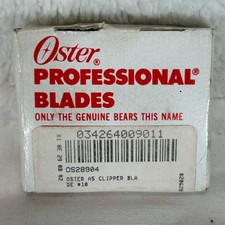 Oster®
PROFESSIONAL®
BLADES
ONLY THE GENUINE BEARS THIS NAME
034264009011
OS28904
OSTER A5 CLIPPER BLA
DE #10